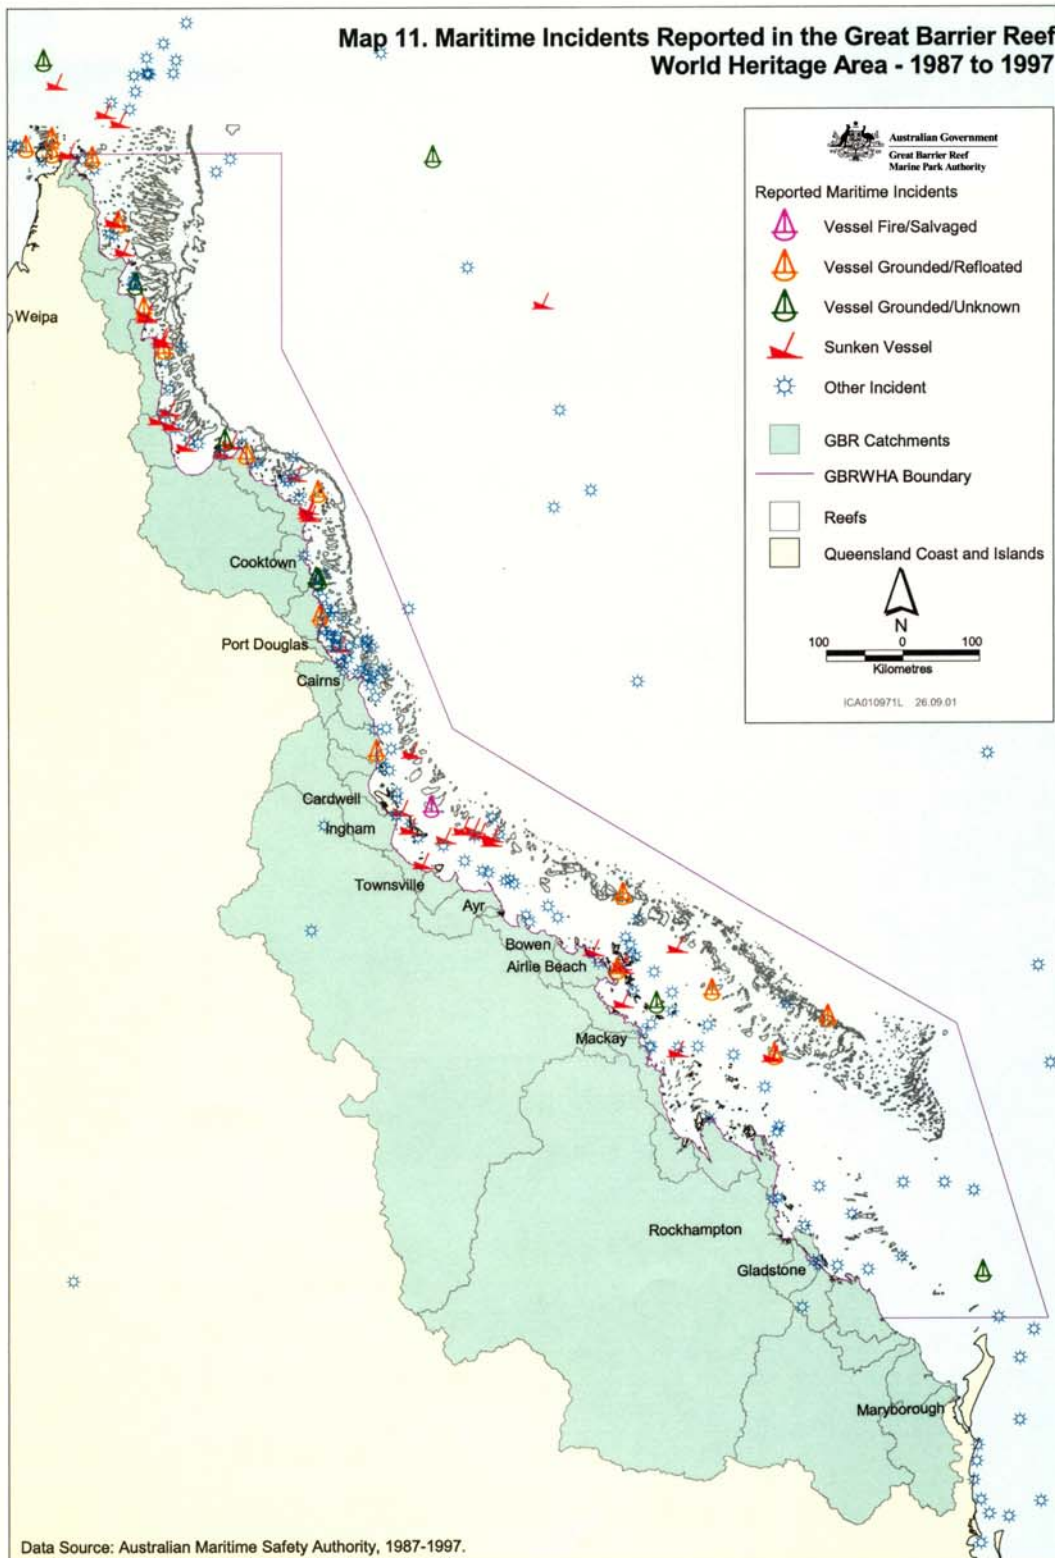 Map 11. Maritime Incidents Reported in the Great Barrier Reef
World Heritage Area - 1987 to 1997
Australian Government
Great Barrier Reef
Marine Park Authority
Reported Maritime Incidents
Vessel Fire/Salvaged
Vessel Grounded/Refloated
Vessel Grounded/Unknown
Sunken Vessel
Other Incident
GBR Catchments
GBRWHA Boundary
Reefs
Queensland Coast and Islands
N
100 0 100
Kilometres
ICA010971L 26.09.01
Weipa
Cooktown
Port Douglas
Cairns
Cardwell
Ingham
Townsville
Ayr
Bowen
Airlie Beach
Mackay
Rockhampton
Gladstone
Maryborough
Data Source: Australian Maritime Safety Authority, 1987-1997.